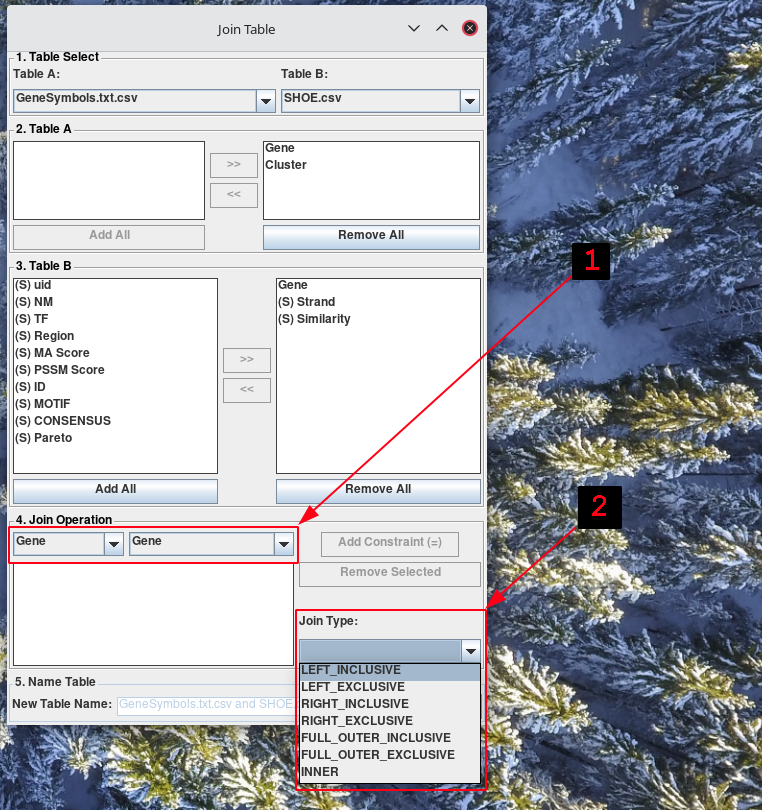 Join Table
1. Table Select
Table A:
Table B:
GeneSymbols.txt.csv
SHOE.csv
2. Table A
>>
<<
Gene
Cluster
Add All
Remove All
3. Table B
(S) uid
(S) NM
(S) TF
(S) Region
(S) MA Score
(S) PSSM Score
(S) ID
(S) MOTIF
(S) CONSENSUS
(S) Pareto
>>
<<
Gene
(S) Strand
(S) Similarity
Add All
Remove All
1
2
4. Join Operation
Gene
Gene
Add Constraint (=)
Remove Selected
Join Type:
LEFT_INCLUSIVE
LEFT_EXCLUSIVE
RIGHT_INCLUSIVE
RIGHT_EXCLUSIVE
FULL_OUTER_INCLUSIVE
FULL_OUTER_EXCLUSIVE
INNER
5. Name Table
New Table Name:
GeneSymbols.txt.csv and SHOE